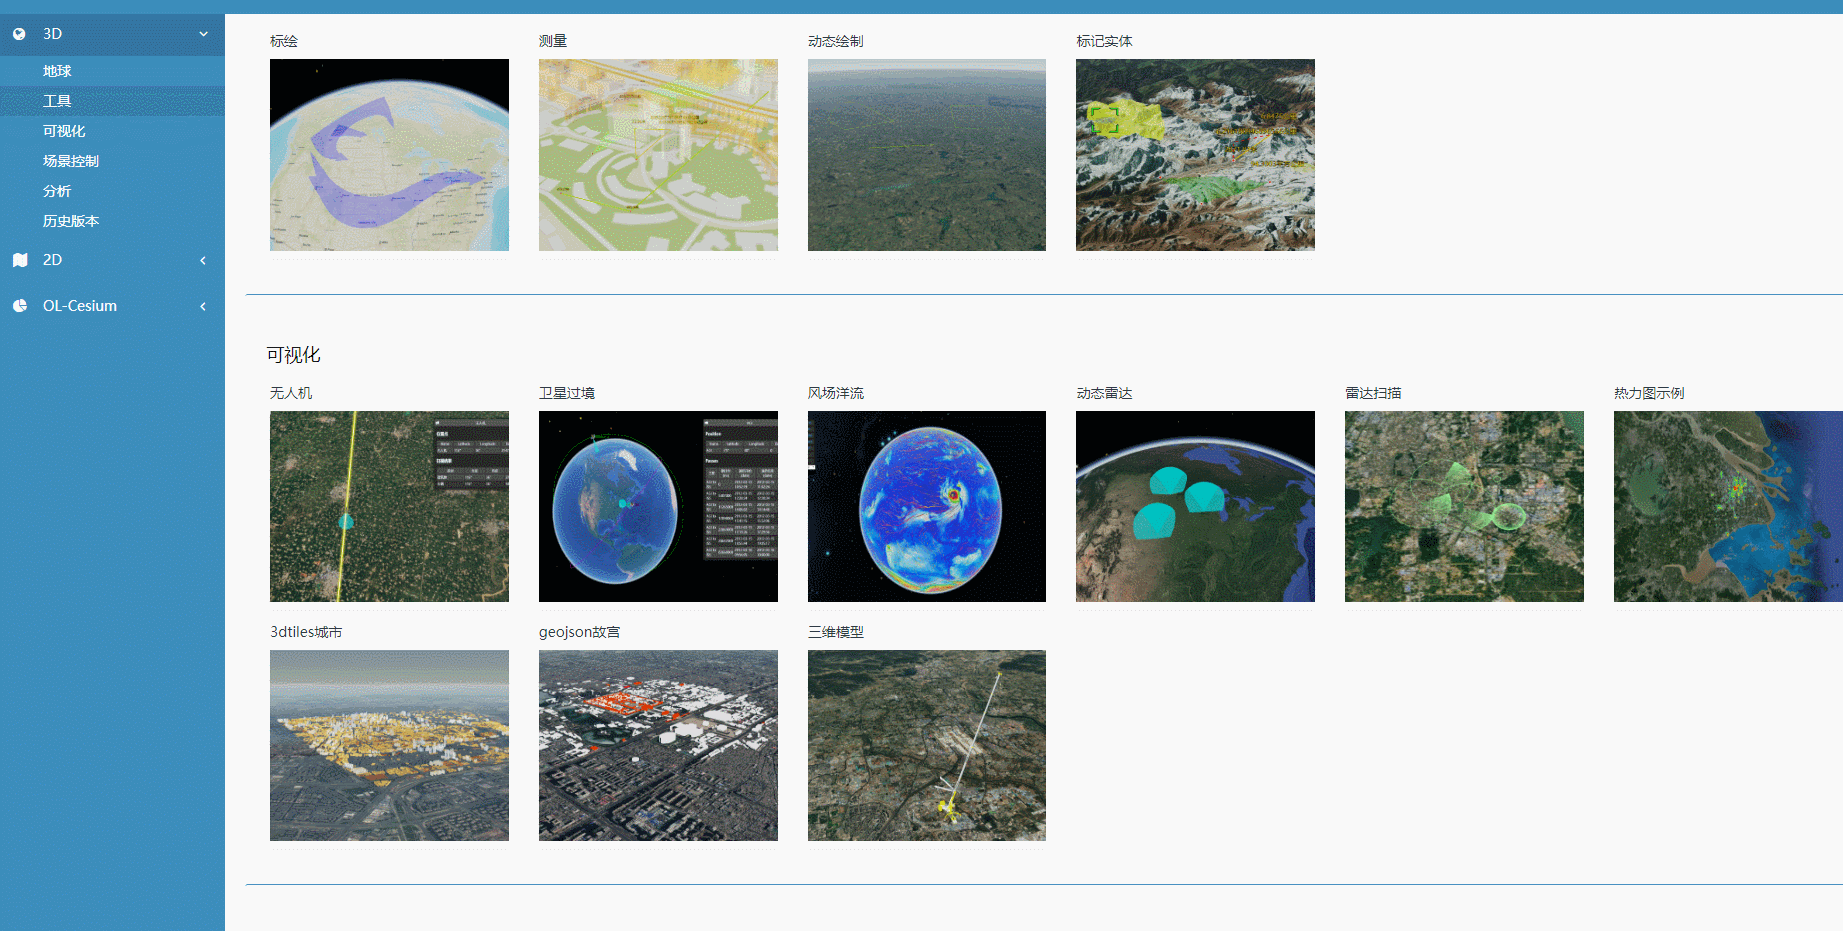 3D
地球
工具
可视化
场景控制
分析
历史版本
2D
OL-Cesium
标绘
测量
动态绘制
标记实体
可视化
无人机
卫星过境
风场洋流
动态雷达
雷达扫描
热力图示例
3dtiles城市
geojson故宫
三维模型